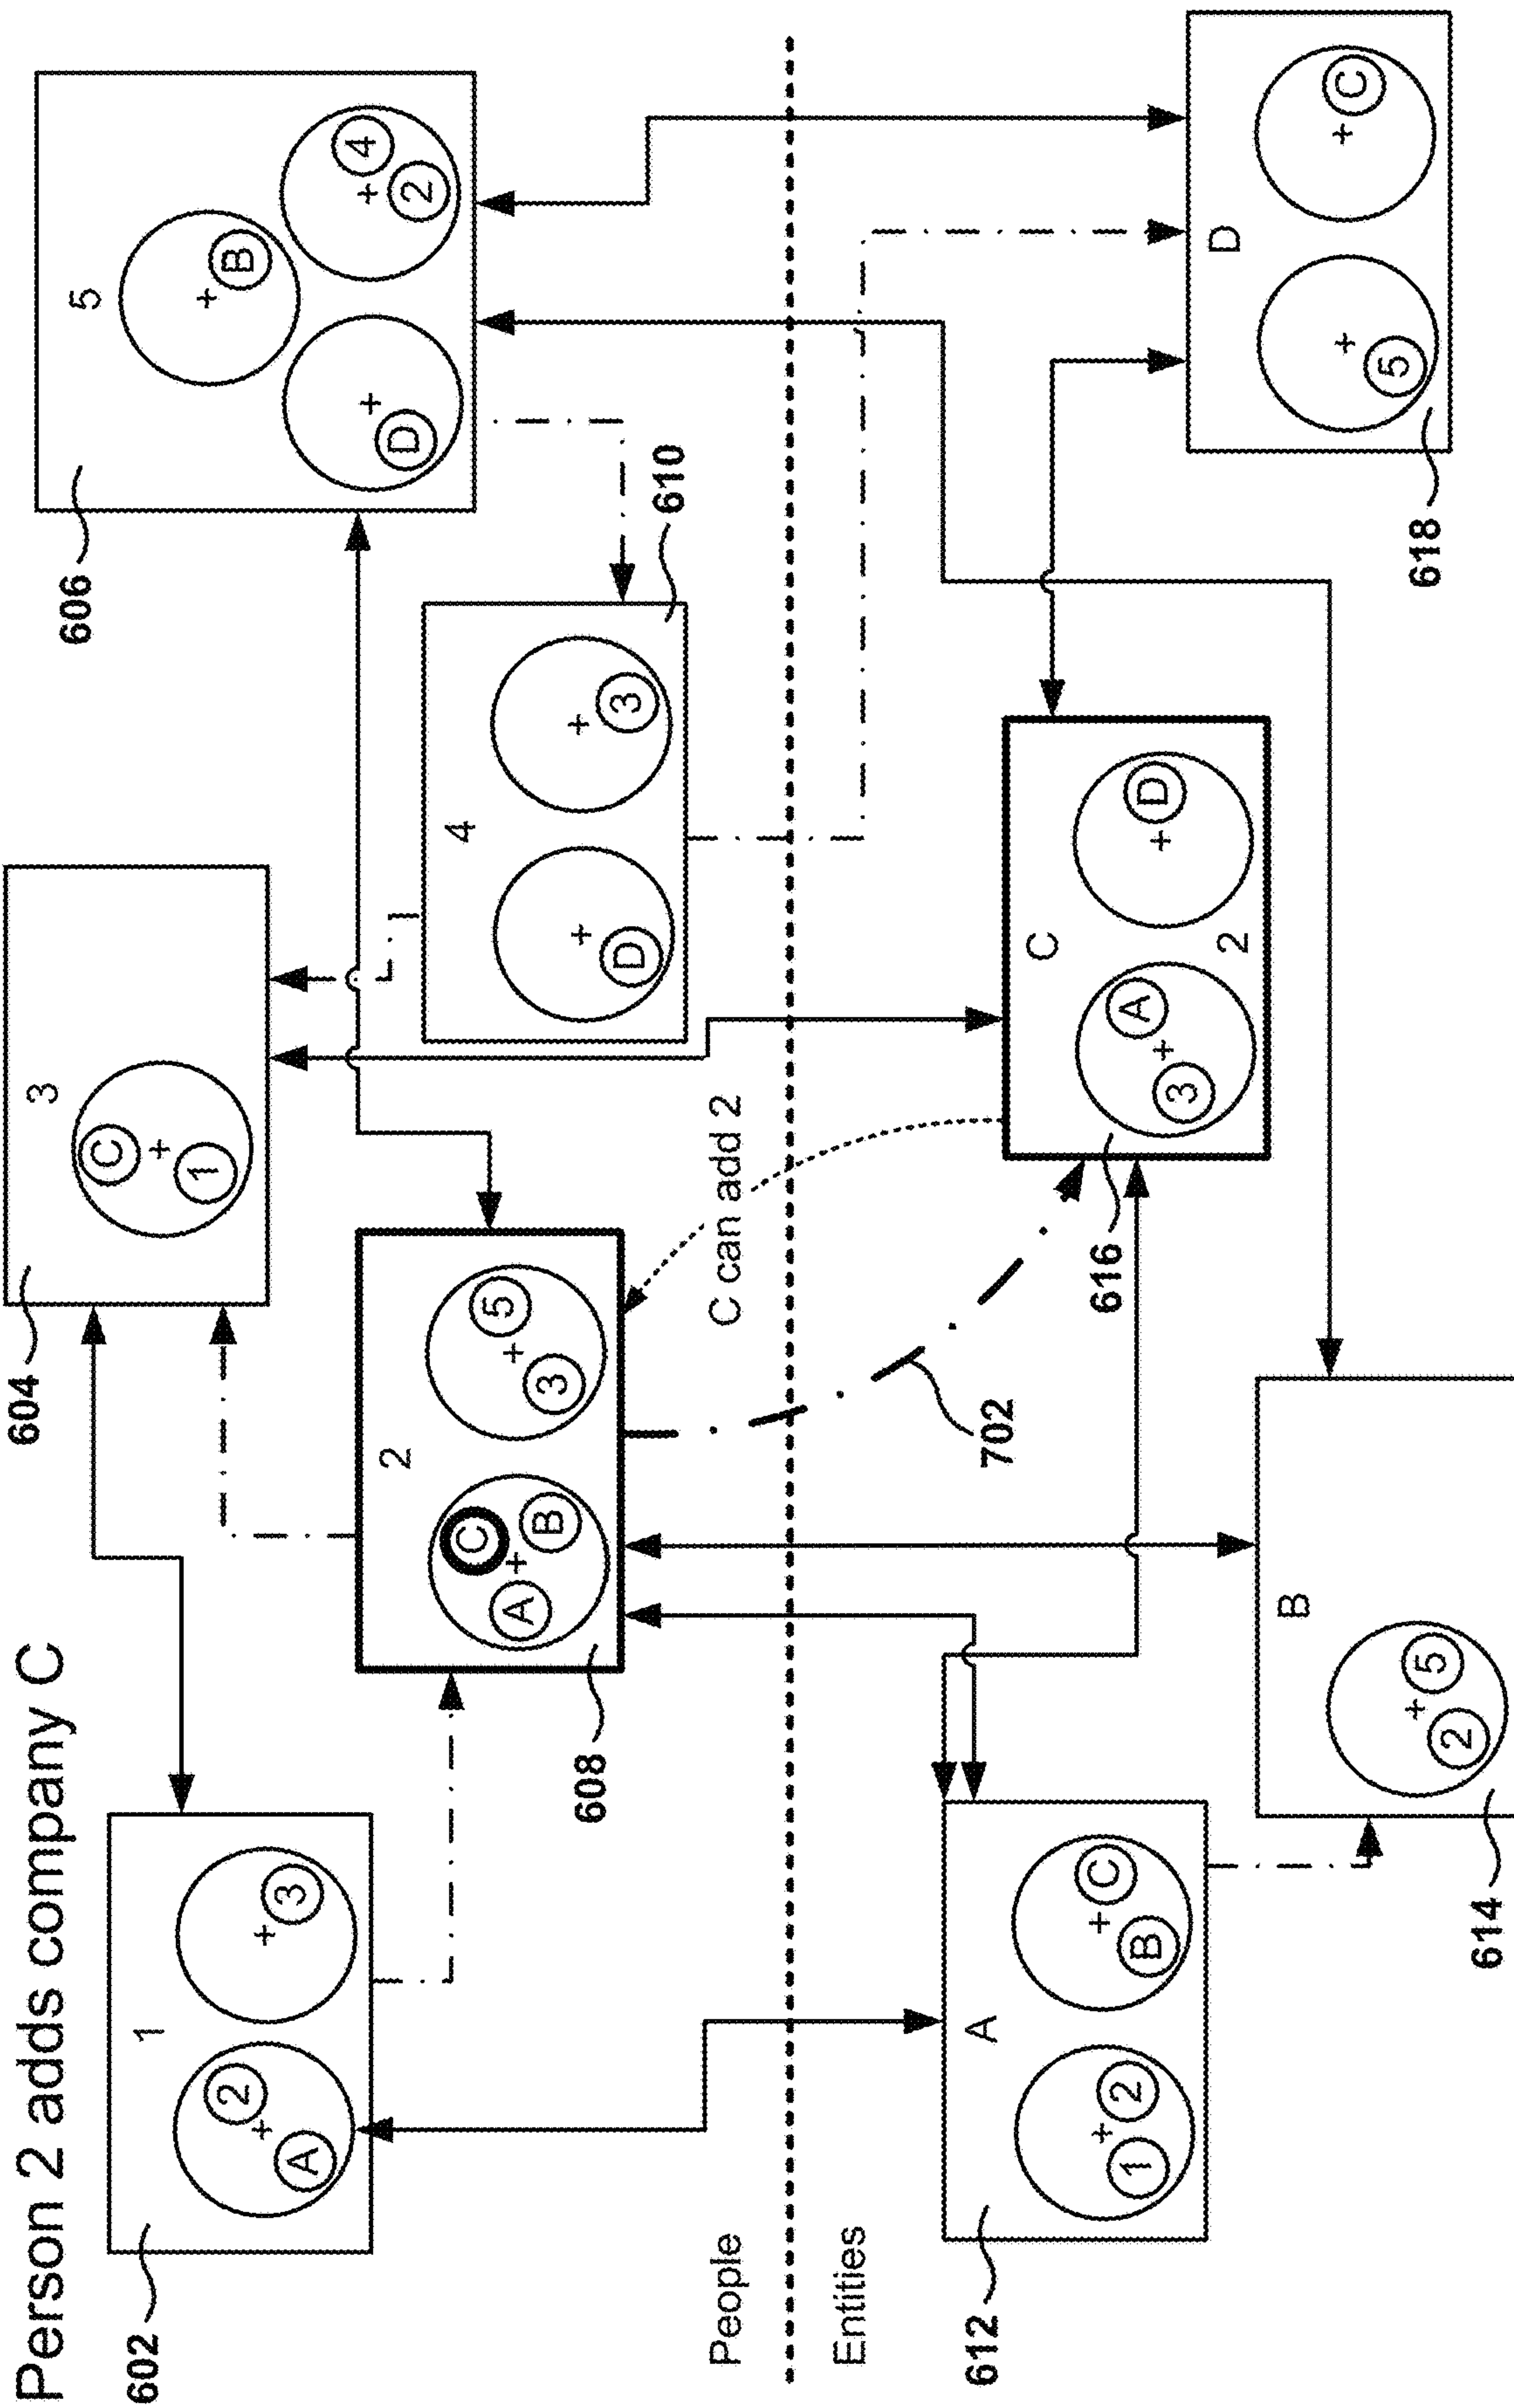 Person 2 adds company C
602
1
A 2
3
604
3
C
1
606
5
B
D
4
2
608
2
A C B
3 5
610
4
D
3
C can add 2
People
Entities
702
612
A
1 2
B C
616
C
3 A
D
2
614
B
2 5
618
D
5
C